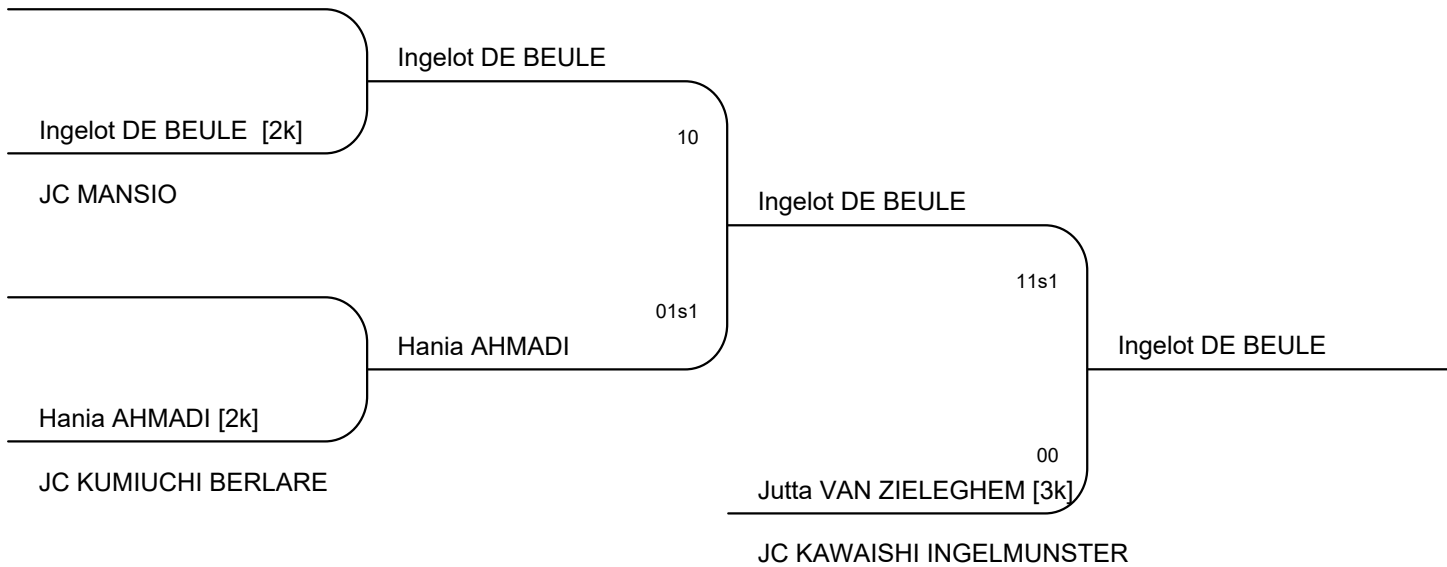 Ingelot DE BEULE
Ingelot DE BEULE [2k]
10
JC MANSIO
Ingelot DE BEULE
11s1
01s1
Hania AHMADI
Ingelot DE BEULE
Hania AHMADI [2k]
00
JC KUMIUCHI BERLARE
Jutta VAN ZIELEGHEM [3k]
JC KAWAISHI INGELMUNSTER